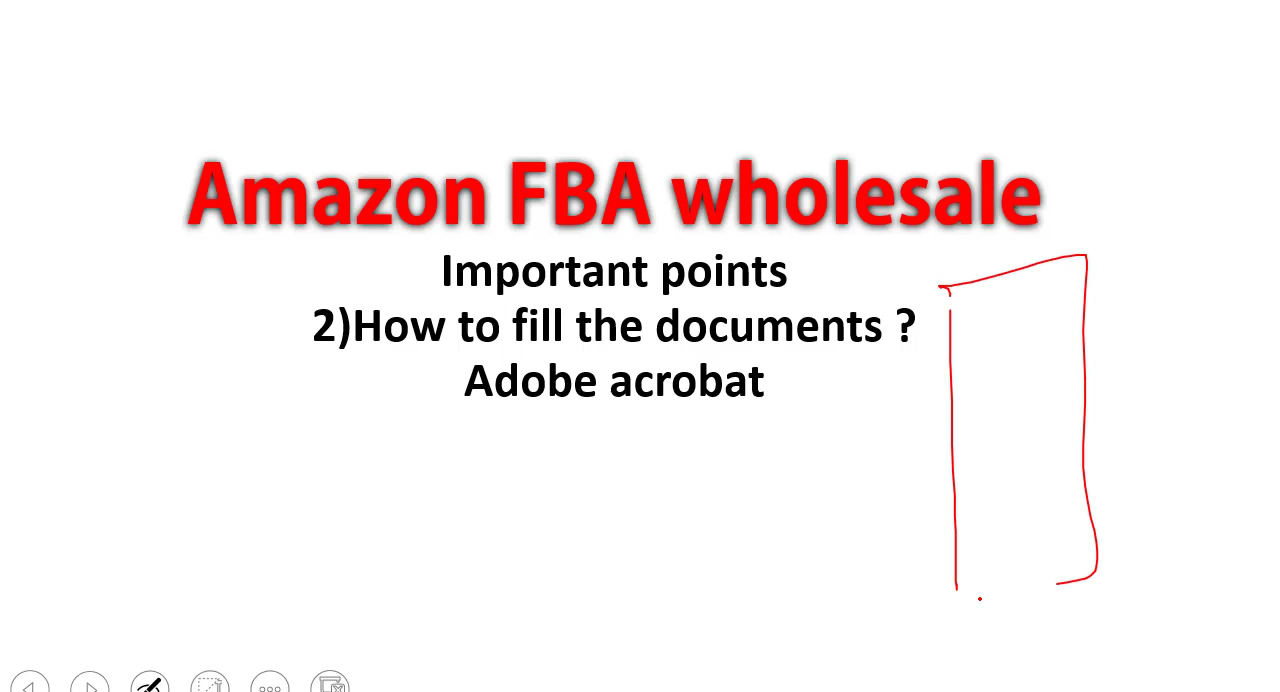 Amazon FBA wholesale
Important points
2)How to fill the documents ?
Adobe acrobat